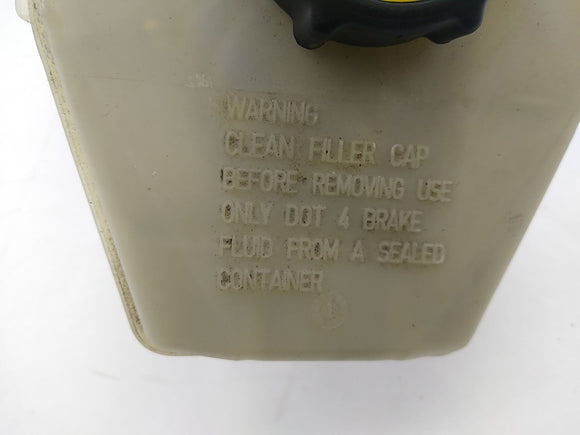 WARNING
CLEAN FILLER CAP
BEFORE REMOVING USE
ONLY DOT 4 BRAKE
FLUID FROM A SEALED
CONTAINER